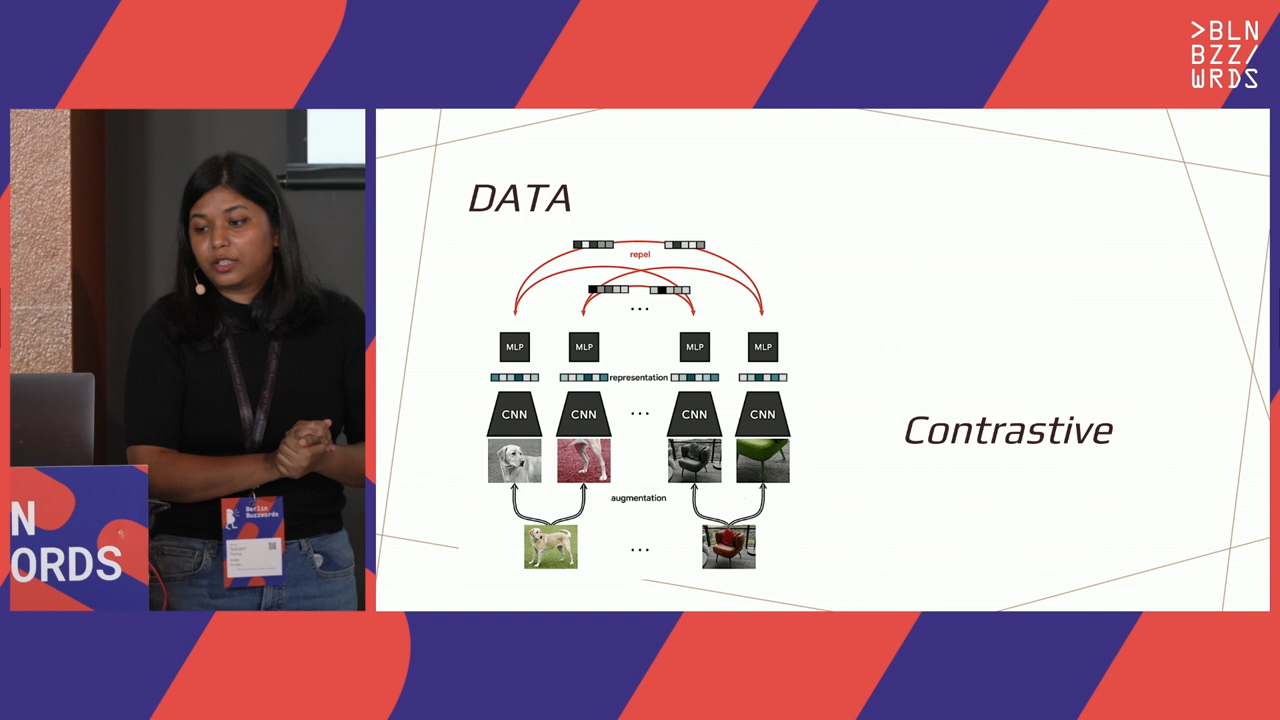 >BLN
BZZ/
WRDS
DATA
repel
...
MLP
MLP
MLP
MLP
representation
CNN
CNN
...
CNN
CNN
Contrastive
augmentation
...
N
ORDS
Berlin
Buzzwords